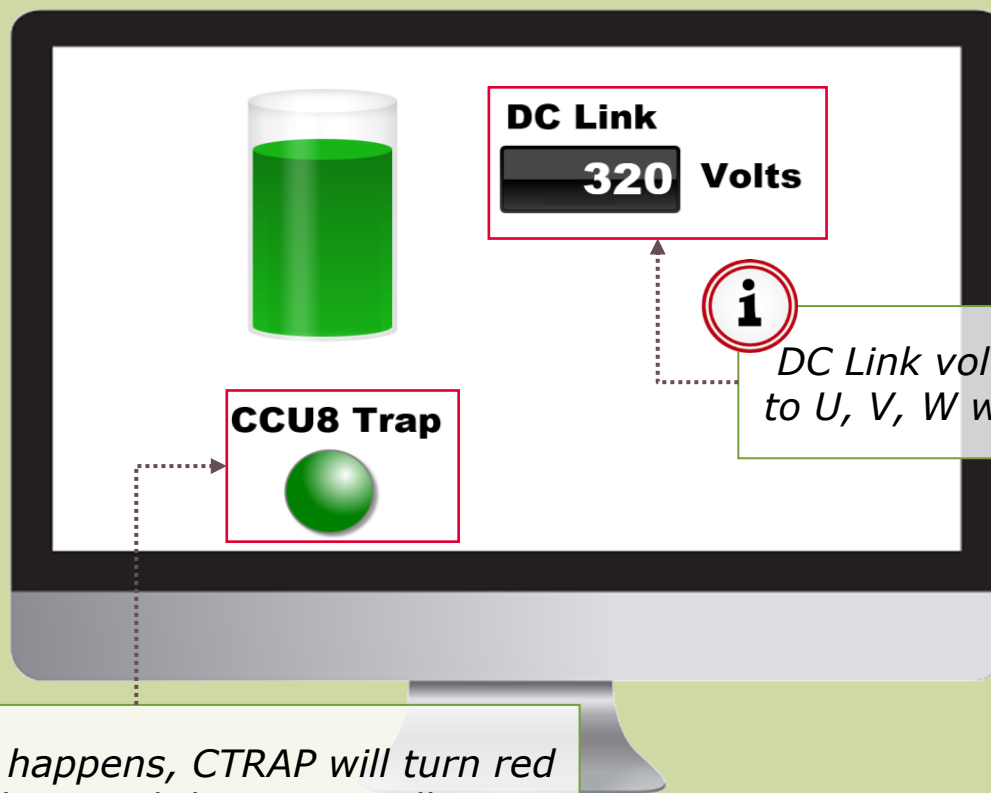 DC Link
320 Volts
i
DC Link vol
to U, V, W w
CCU8 Trap
happens, CTRAP will turn red